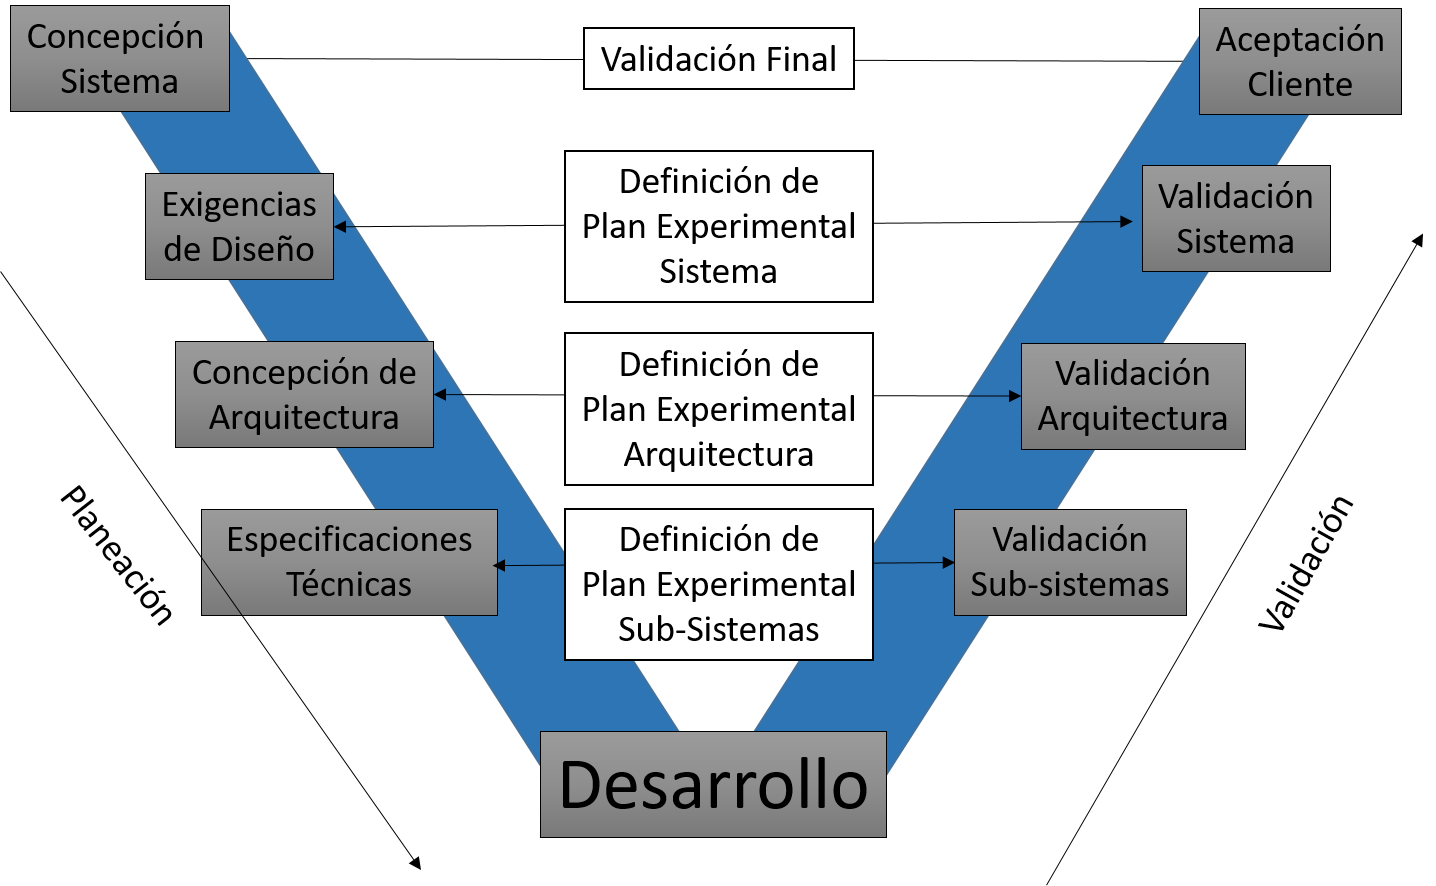 Concepción
Sistema
Validación Final
Aceptación
Cliente
Exigencias
de Diseño
Definición de
Plan Experimental
Sistema
Validación
Sistema
Concepción de
Arquitectura
Definición de
Plan Experimental
Arquitectura
Validación
Arquitectura
Especificaciones
Técnicas
Definición de
Plan Experimental
Sub-Sistemas
Validación
Sub-sistemas
Planeación
Validación
Desarrollo